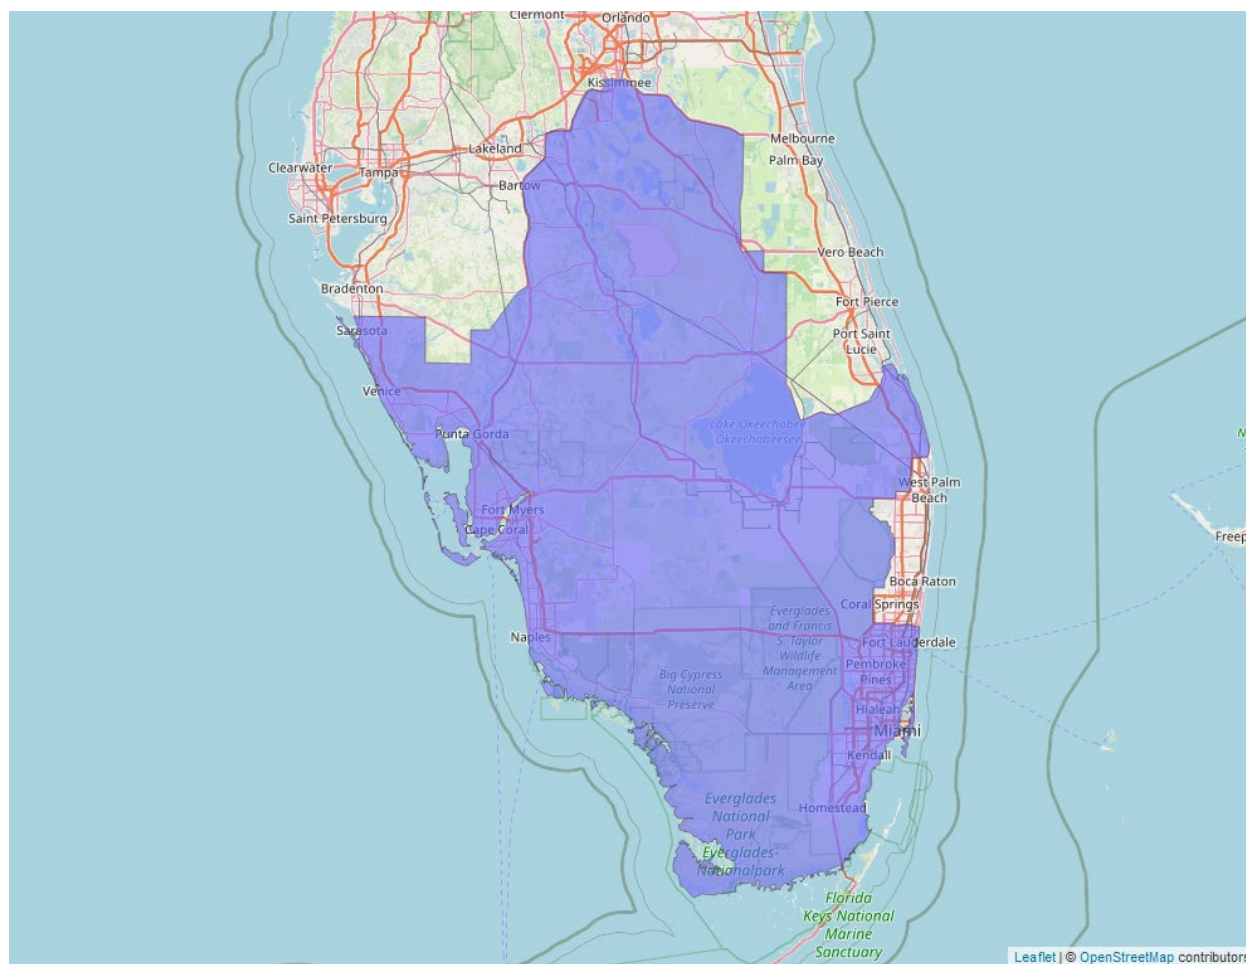 Clermont
Orlando
Kissimmee
Melbourne
Lakeland
Palm Bay
Clearwater
Tampa
Bartow
Saint Petersburg
Vero Beach
Bradenton
Fort Pierce
Sarasota
Port Saint
Lucie
Venice
Lake Okeechobee
Okeechobeesee
Punta Gorda
N
West Palm
Beach
Fort Myers
Cape Coral
Freep
Boca Raton
Coral Springs
Everglades
and Francis
S. Taylor
Wildlife
Management
Area
Naples
Fort Lauderdale
Pembroke
Pines
Big Cypress
National
Preserve
Hialeah
Miami
Kendall
Everglades
National
Park
Homestead
Everglades-
Nationalpark
Florida
Keys National
Marine
Sanctuary
Leaflet | © OpenStreetMap contributors